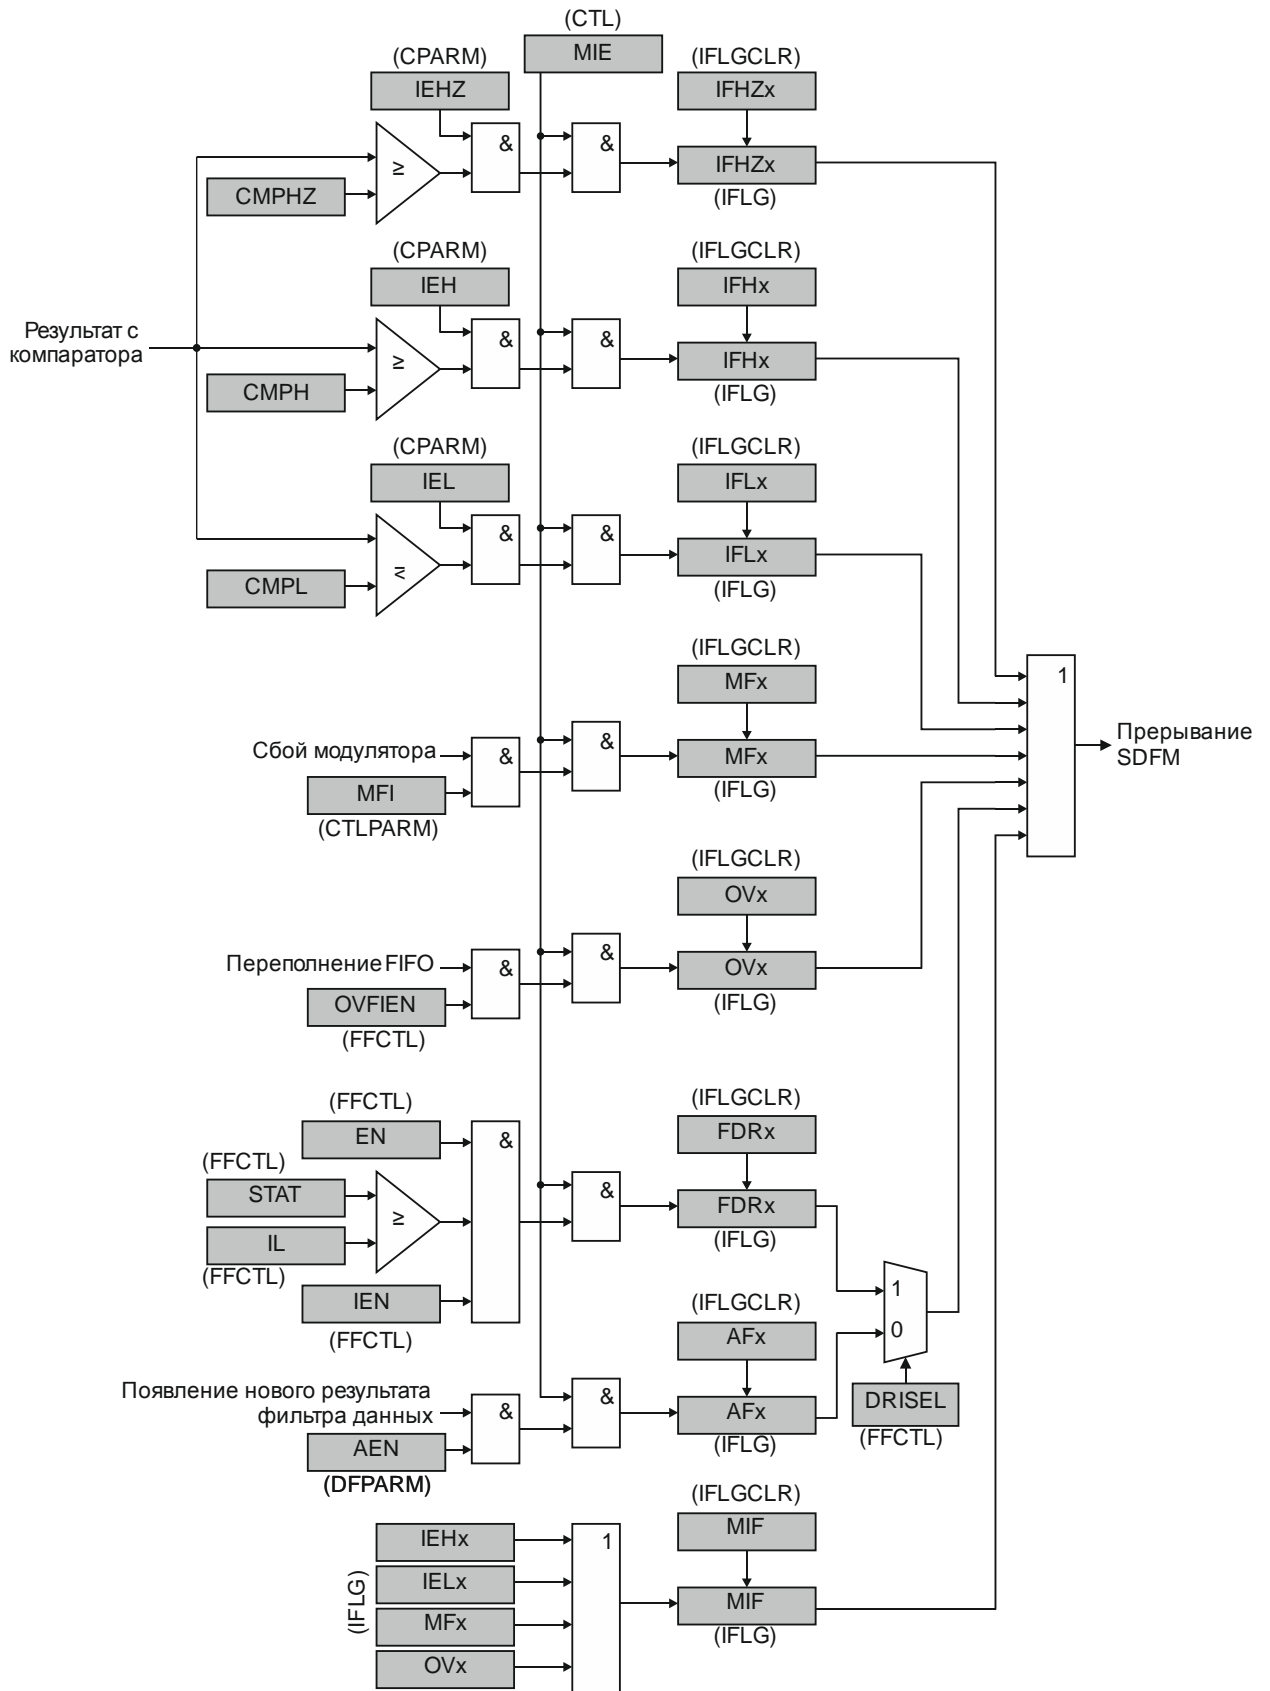 (CTL)
MIE
(CPARM)
IEHZ
(IFLGCLR)
IFHZx
&
&
≥
CMPHZ
IFHZx
(IFLG)
(CPARM)
IEH
(IFLGCLR)
IFHx
Результат с
компаратора
&
&
≥
CMPH
IFHx
(IFLG)
(CPARM)
IEL
(IFLGCLR)
IFLx
&
&
≤
CMPL
IFLx
(IFLG)
(IFLGCLR)
MFx
1
Прерывание
SDFM
Сбой модулятора
&
&
MFx
(IFLG)
MFI
(CTLPARM)
(IFLGCLR)
OVx
Переполнение FIFO
&
&
OVx
(IFLG)
OVFIEN
(FFCTL)
(FFCTL)
EN
(IFLGCLR)
FDRx
&
&
(FFCTL)
STAT
≥
FDRx
(IFLG)
IL
(FFCTL)
IEN
(FFCTL)
1
0
(IFLGCLR)
AFx
DRISEL
(FFCTL)
Появление нового результата
фильтра данных
&
&
AFx
(IFLG)
AEN
(DFPARM)
(IFLGCLR)
MIF
(IFLG)
IEHx
IELx
MFx
OVx
1
MIF
(IFLG)